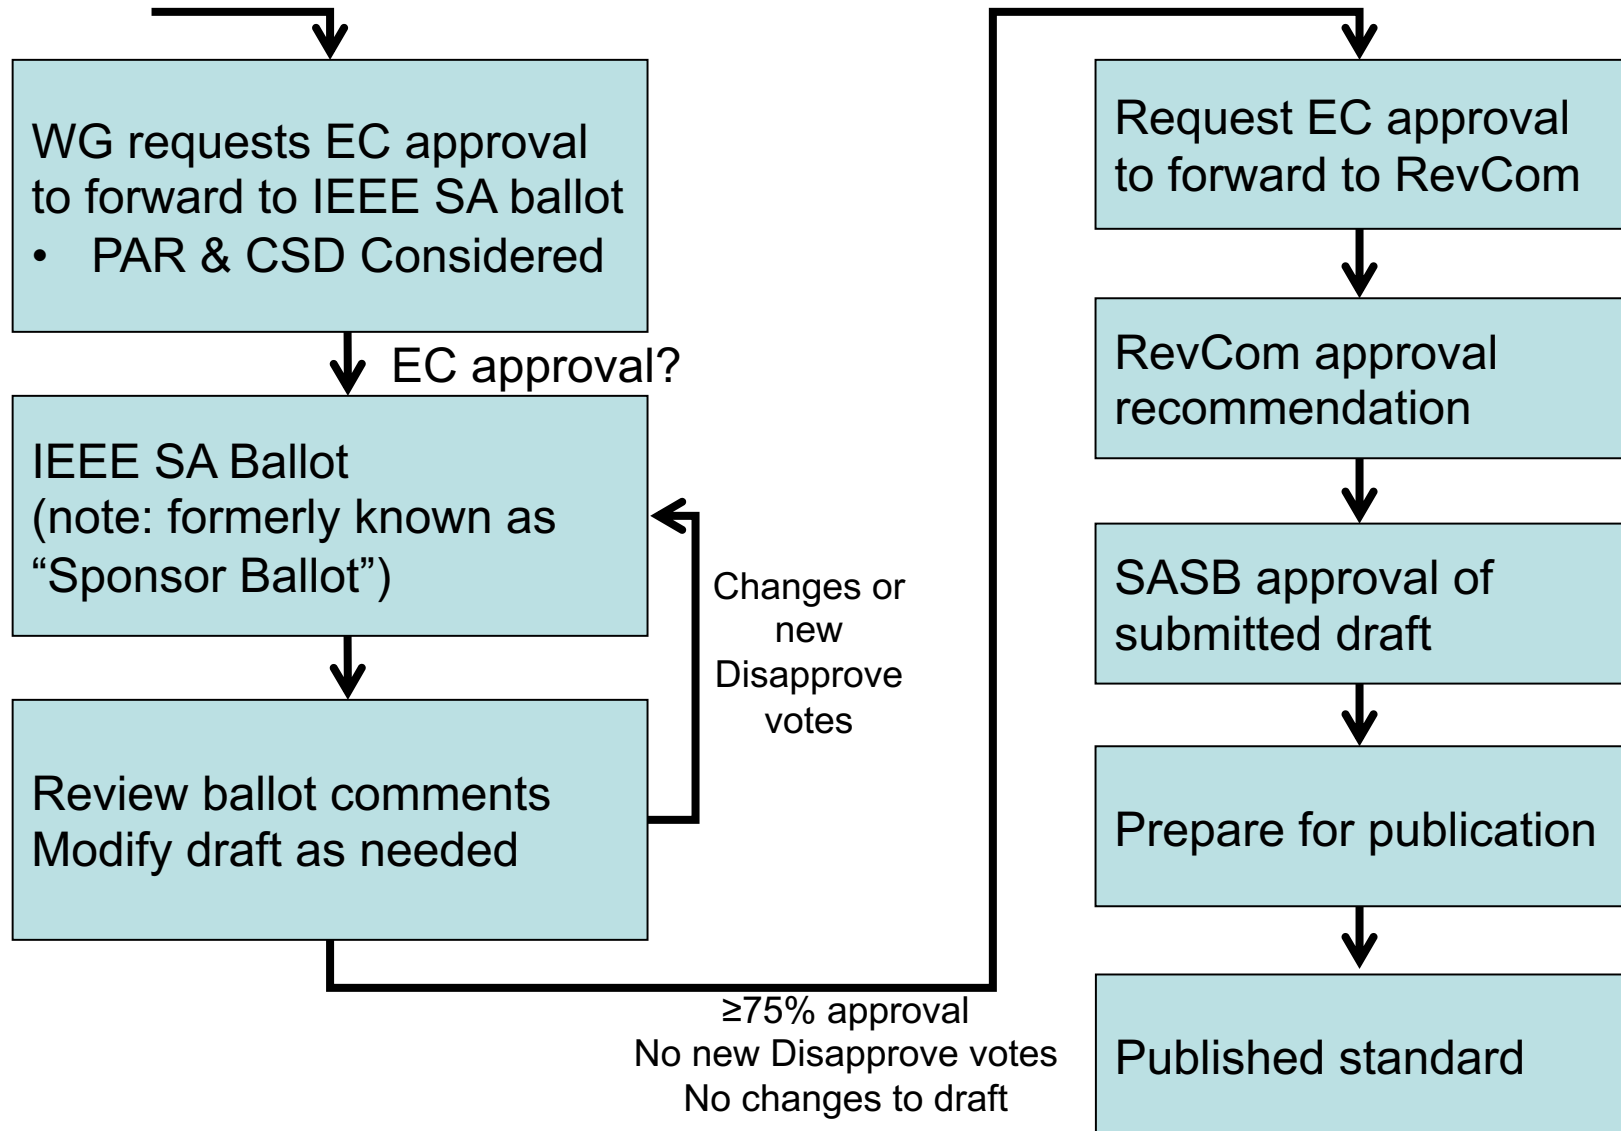 WG requests EC approval
to forward to IEEE SA ballot
• PAR & CSD Considered
EC approval?
IEEE SA Ballot
(note: formerly known as
“Sponsor Ballot”)
Changes or
new
Disapprove
votes
Review ballot comments
Modify draft as needed
≥75% approval
No new Disapprove votes
No changes to draft
Request EC approval
to forward to RevCom
RevCom approval
recommendation
SASB approval of
submitted draft
Prepare for publication
Published standard